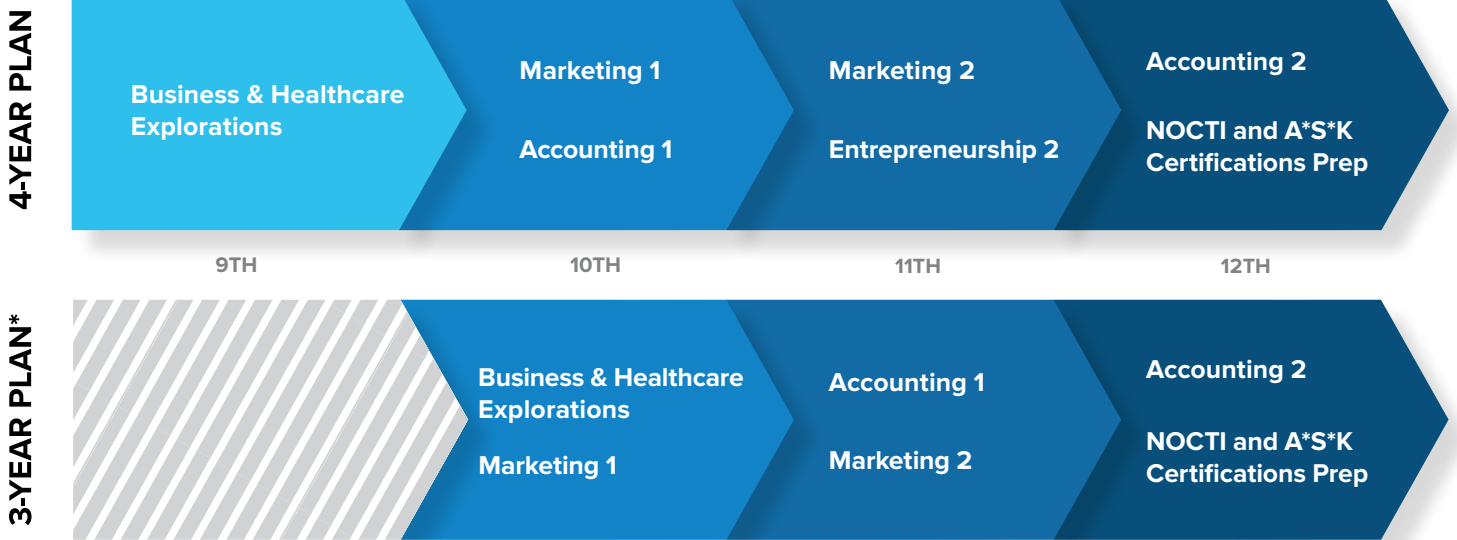 4-YEAR PLAN
Business & Healthcare
Explorations
Marketing 1
Accounting 1
Marketing 2
Entrepreneurship 2
Accounting 2
NOCTI and A*S*K
Certifications Prep
9TH
10TH
11TH
12TH
3-YEAR PLAN*
Business & Healthcare
Explorations
Marketing 1
Accounting 1
Marketing 2
Accounting 2
NOCTI and A*S*K
Certifications Prep